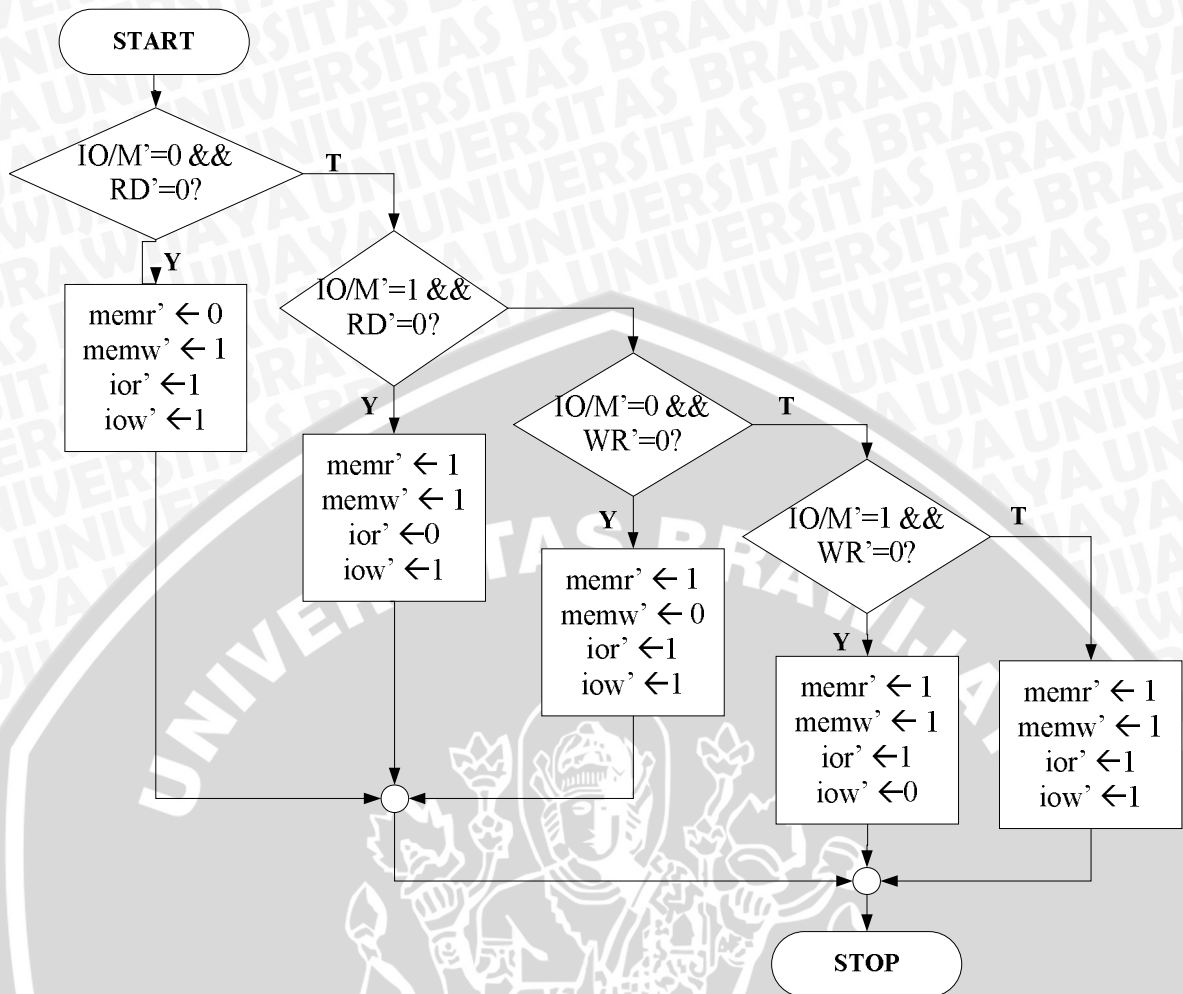 START
IO/M’=0 &&
RD’=0?
T
Y
memr’ ← 0
memw’ ← 1
ior’ ←1
iow’ ←1
IO/M’=1 &&
RD’=0?
Y
memr’ ← 1
memw’ ← 1
ior’ ←0
iow’ ←1
IO/M’=0 &&
WR’=0?
T
Y
memr’ ← 1
memw’ ← 0
ior’ ←1
iow’ ←1
IO/M’=1 &&
WR’=0?
T
Y
memr’ ← 1
memw’ ← 1
ior’ ←1
iow’ ←0
memr’ ← 1
memw’ ← 1
ior’ ←1
iow’ ←1
STOP
UNIVERSITAS BRAWIJAYA